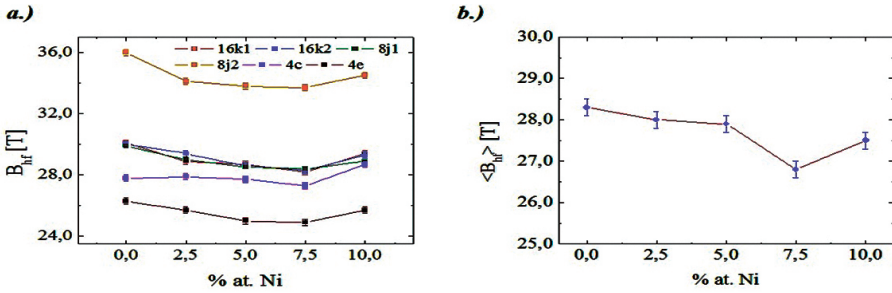 a.)
16k1 16k2 8j1
8j2 4c 4e
36,0
32,0
28,0
24,0
B_hf [T]
0,0 2,5 5,0 7,5 10,0
% at. Ni
b.)
30,0
29,0
28,0
27,0
26,0
25,0
<B_hf> [T]
0,0 2,5 5,0 7,5 10,0
% at. Ni